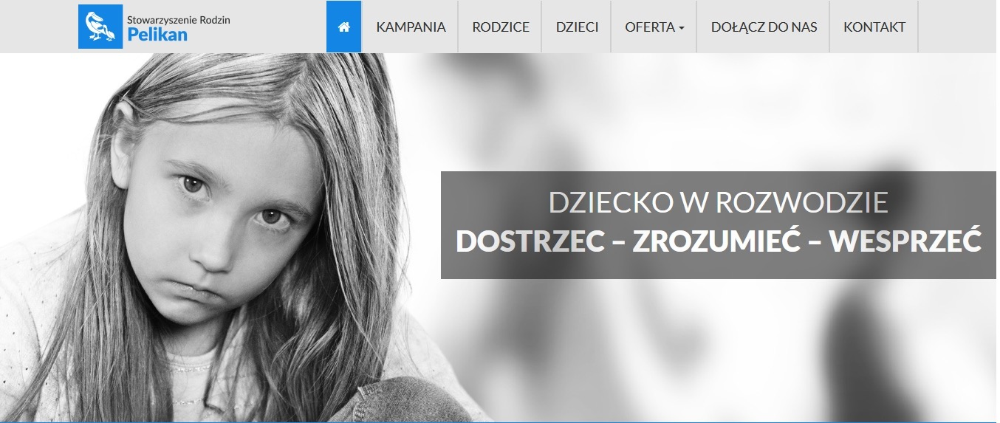 Stowarzyszenie Rodzin
Pelikan
KAMPANIA RODZICE DZIECI OFERTA DOŁĄCZ DO NAS KONTAKT
DZIECKO W ROZWODZIE
DOSTRZEC – ZROZUMIEĆ – WESPRZEĆ